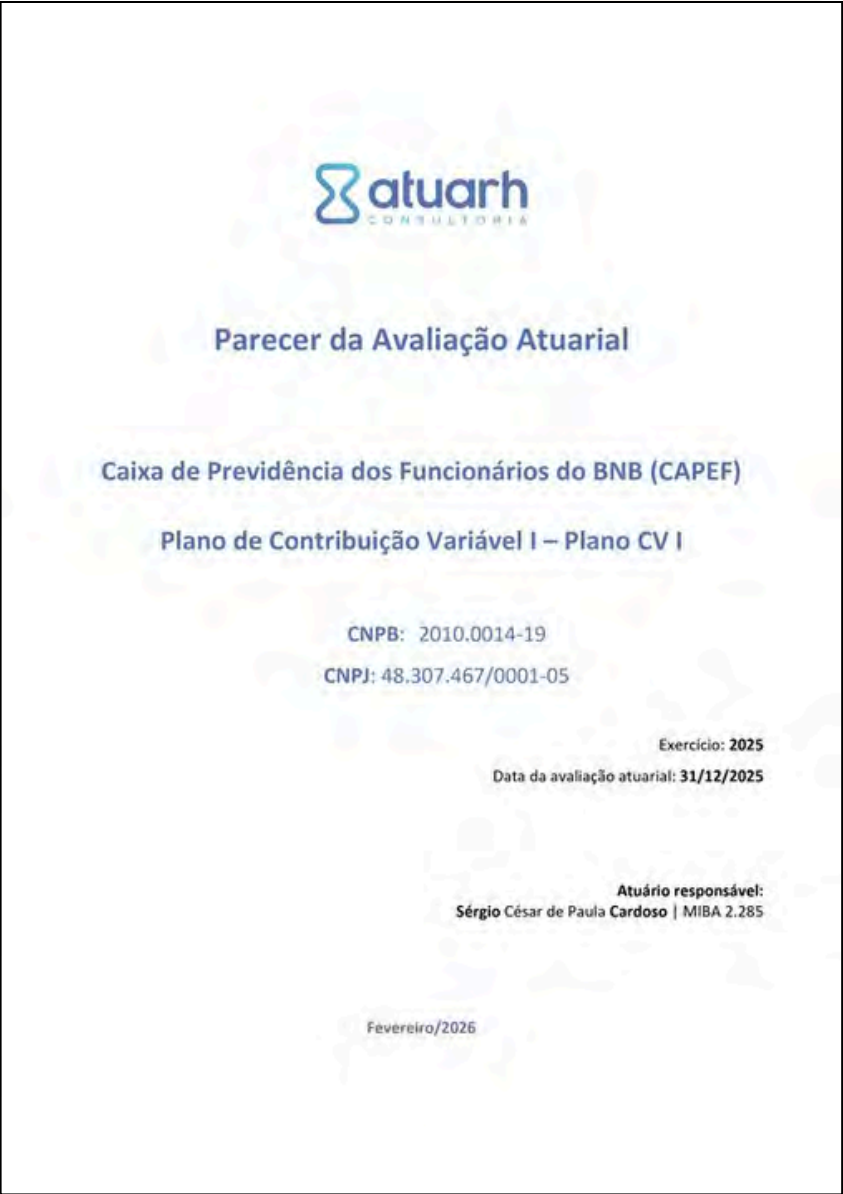 atuarh
CONSULTORIA
Parecer da Avaliação Atuarial
Caixa de Previdência dos Funcionários do BNB (CAPEF)
Plano de Contribuição Variável I – Plano CV I
CNPB: 2010.0014-19
CNPJ: 48.307.467/0001-05
Exercício: 2025
Data da avaliação atuarial: 31/12/2025
Atuário responsável:
Sérgio César de Paula Cardoso | MIBA 2.285
Fevereiro/2026